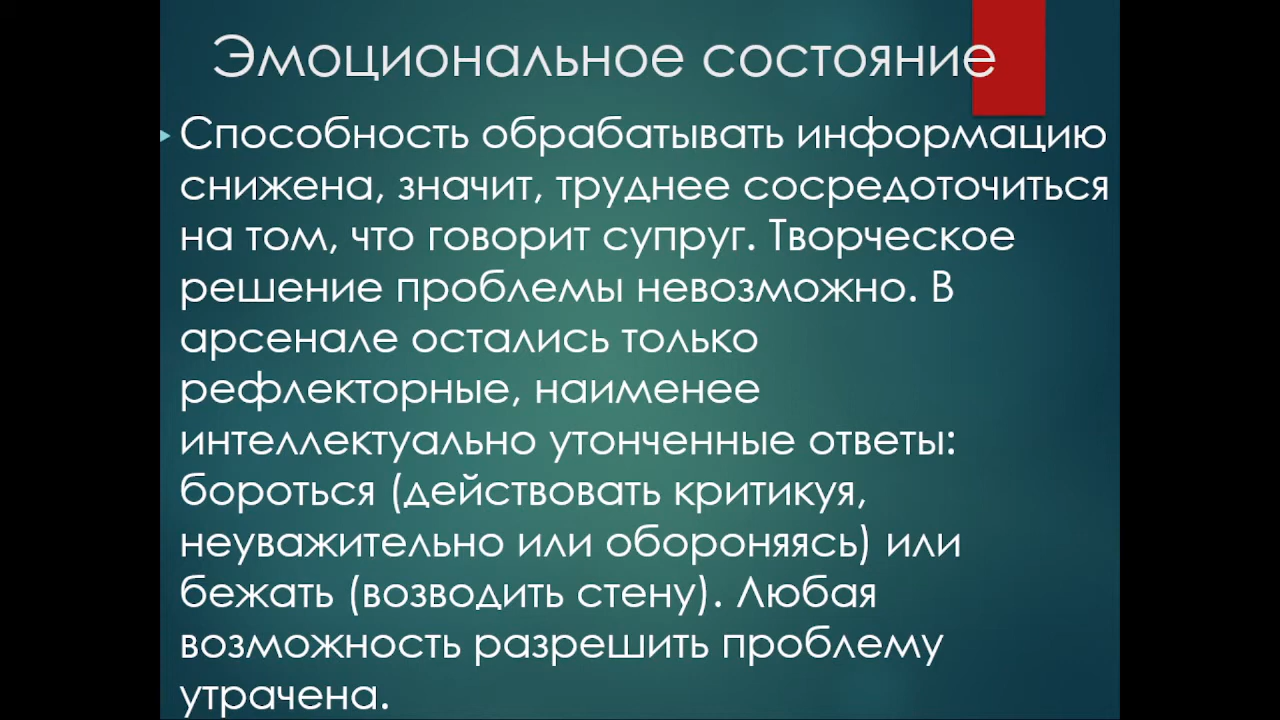 Эмоциональное состояние
Способность обрабатывать информацию
снижена, значит, труднее сосредоточиться
на том, что говорит супруг. Творческое
решение проблемы невозможно. В
арсенале остались только
рефлекторные, наименее
интеллектуально утонченные ответы:
бороться (действовать критикуя,
неуважительно или обороняясь) или
бежать (возводить стену). Любая
возможность разрешить проблему
утрачена.